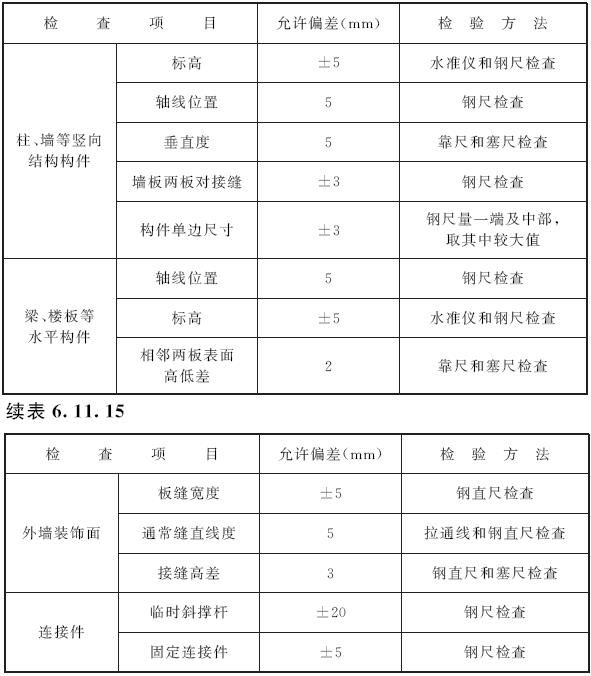 检 查 项 目 允许偏差(mm) 检 验 方 法
柱、墙等竖向
结构构件
标高 ±5 水准仪和钢尺检查
轴线位置 5 钢尺检查
垂直度 5 靠尺和塞尺检查
墙板两板对接缝 ±3 钢尺检查
构件单边尺寸 ±3 钢尺量一端及中部，
取其中较大值
梁、楼板等
水平构件
轴线位置 5 钢尺检查
标高 ±5 水准仪和钢尺检查
相邻两板表面
高低差
2 靠尺和塞尺检查
续表 6.11.15
检 查 项 目 允许偏差(mm) 检 验 方 法
外墙装饰面
板缝宽度 ±5 钢直尺检查
通常缝直线度 5 拉通线和钢直尺检查
接缝高差 3 钢直尺和塞尺检查
连接件
临时斜撑杆 ±20 钢尺检查
固定连接件 ±5 钢尺检查